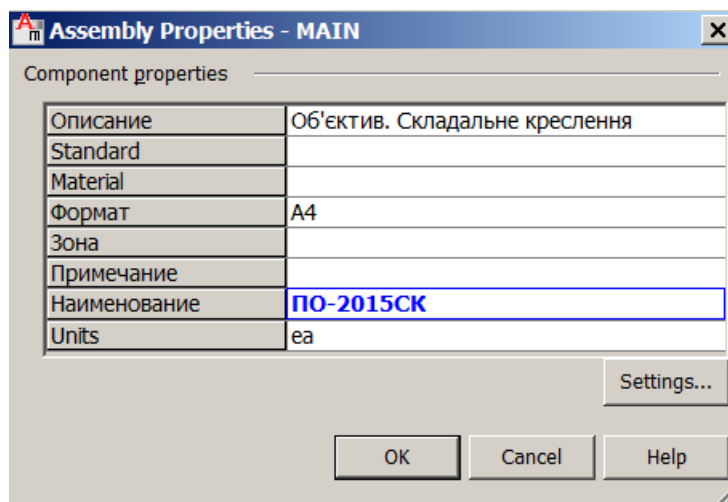 Assembly Properties - MAIN
Component properties
Описание Об'єктив. Складальне креслення
Standard
Material
Формат А4
Зона
Примечание
Наименование ПО-2015СК
Units ea
Settings...
OK Cancel Help